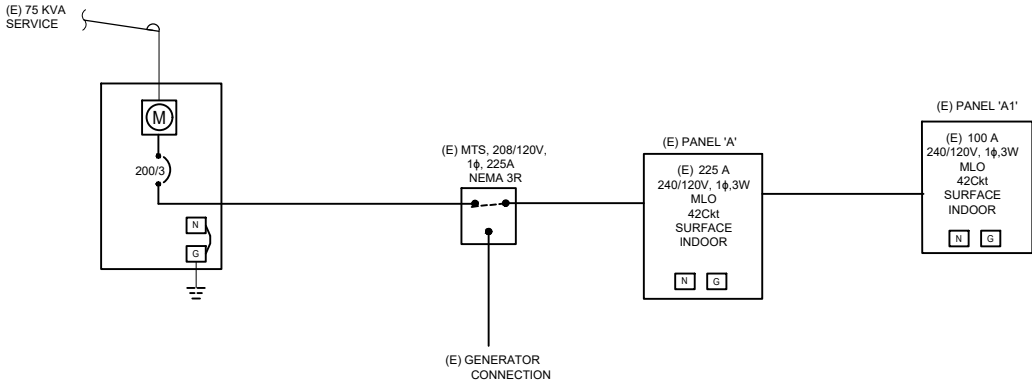 (E) 75 KVA
SERVICE
M
200/3
N
G
(E) MTS, 208/120V,
1ϕ, 225A
NEMA 3R
(E) GENERATOR
CONNECTION
(E) PANEL 'A'
(E) 225 A
240/120V, 1ϕ,3W
MLO
42Ckt
SURFACE
INDOOR
N G
(E) PANEL 'A1'
(E) 100 A
240/120V, 1ϕ,3W
MLO
42Ckt
SURFACE
INDOOR
N G